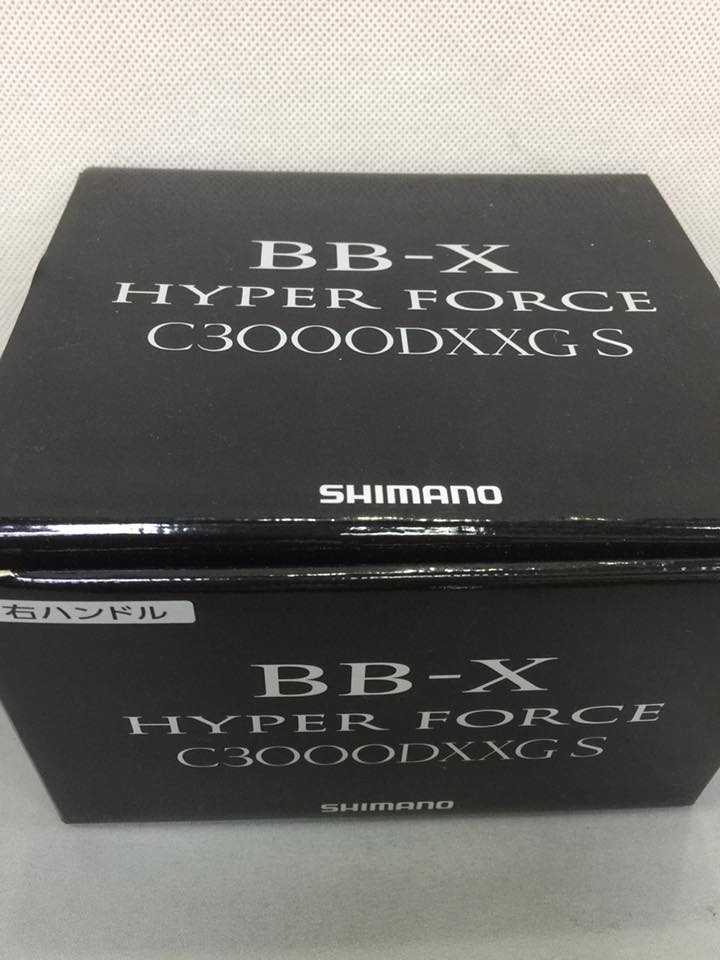 BB-X
HYPER FORCE
C3000DXXG S
SHIMANO
右ハンドル
BB-X
HYPER FORCE
C3000DXXG S
SHIMANO